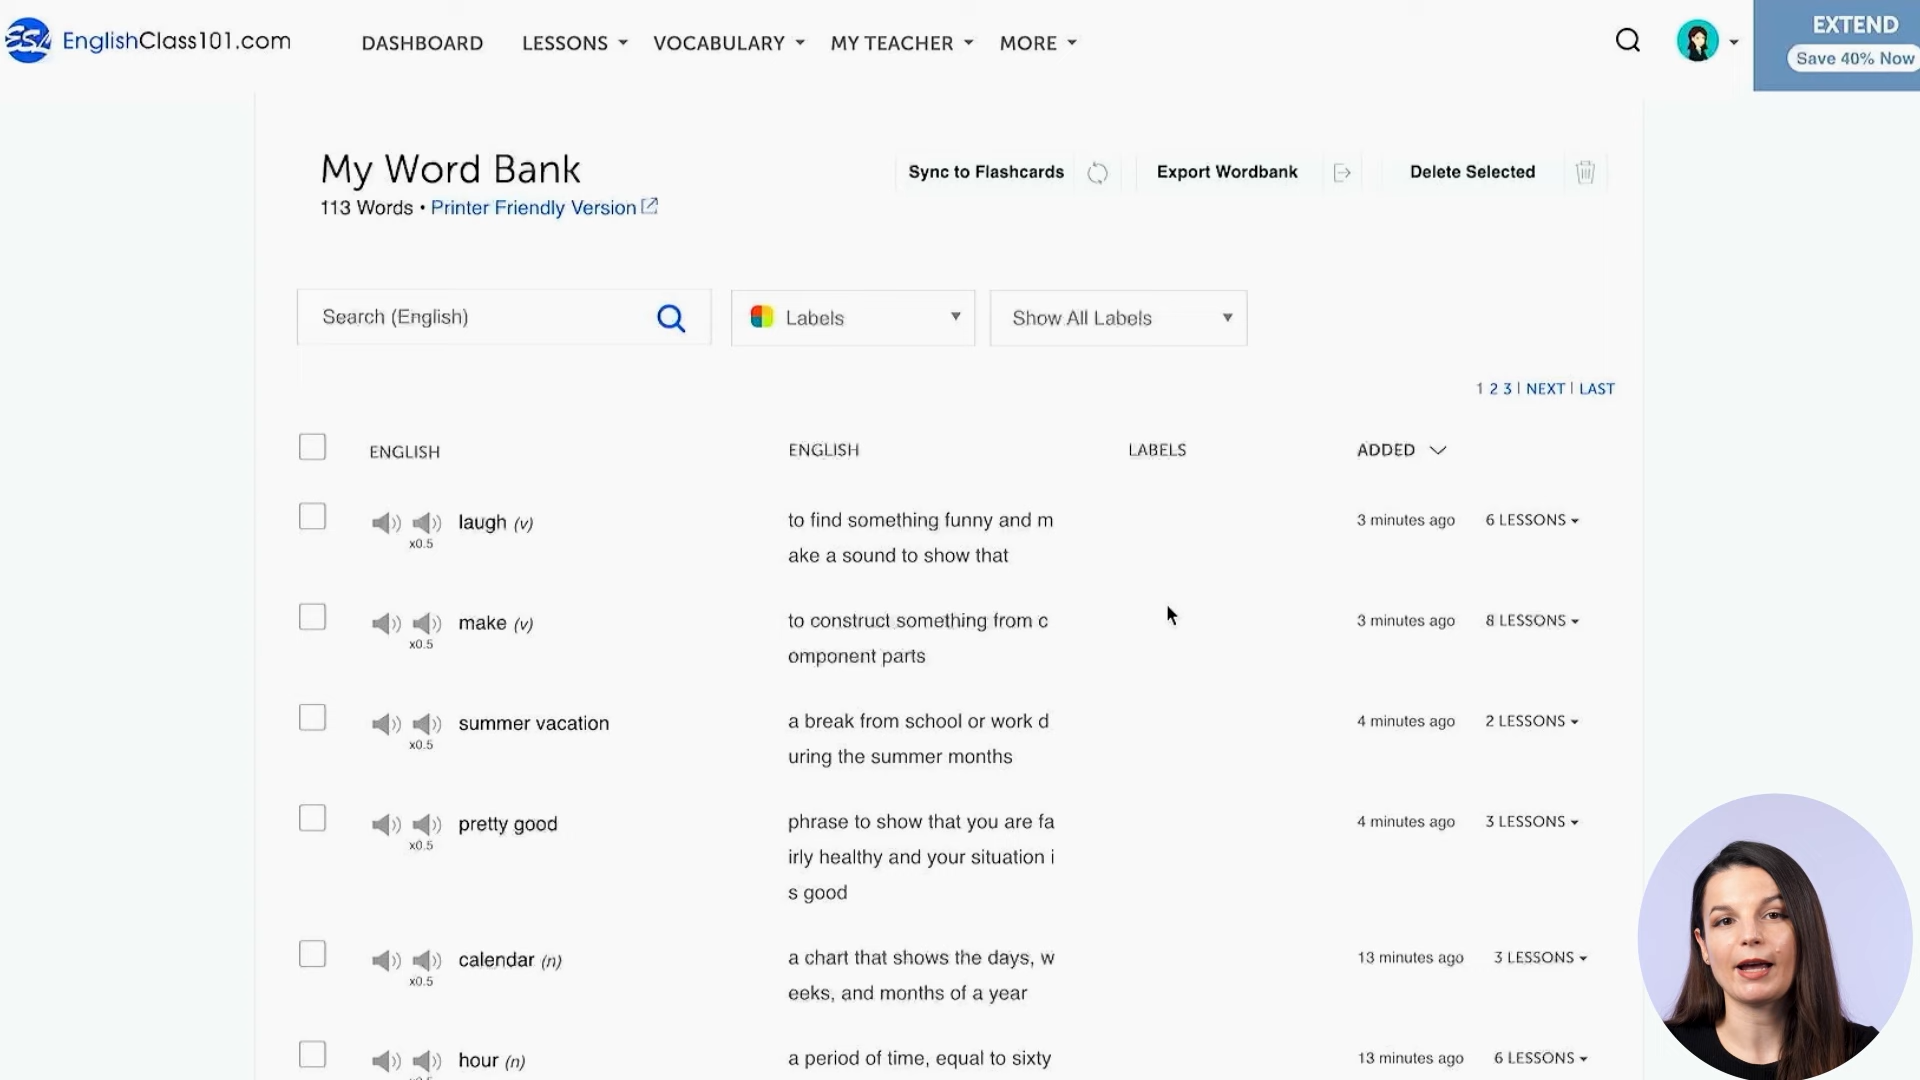 ESL EnglishClass101.com DASHBOARD LESSONS VOCABULARY MY TEACHER MORE EXTEND
Save 40% Now
My Word Bank
Sync to Flashcards Export Wordbank Delete Selected
113 Words • Printer Friendly Version
Search (English) Labels Show All Labels
1 2 3 | NEXT | LAST
ENGLISH ENGLISH LABELS ADDED
laugh (v) to find something funny and m 3 minutes ago 6 LESSONS
x0.5 ake a sound to show that
make (v) to construct something from c 3 minutes ago 8 LESSONS
x0.5 omponent parts
summer vacation a break from school or work d 4 minutes ago 2 LESSONS
x0.5 uring the summer months
pretty good phrase to show that you are fa 4 minutes ago 3 LESSONS
x0.5 irly healthy and your situation i
s good
calendar (n) a chart that shows the days, w 13 minutes ago 3 LESSONS
x0.5 eeks, and months of a year
hour (n) a period of time, equal to sixty 13 minutes ago 6 LESSONS